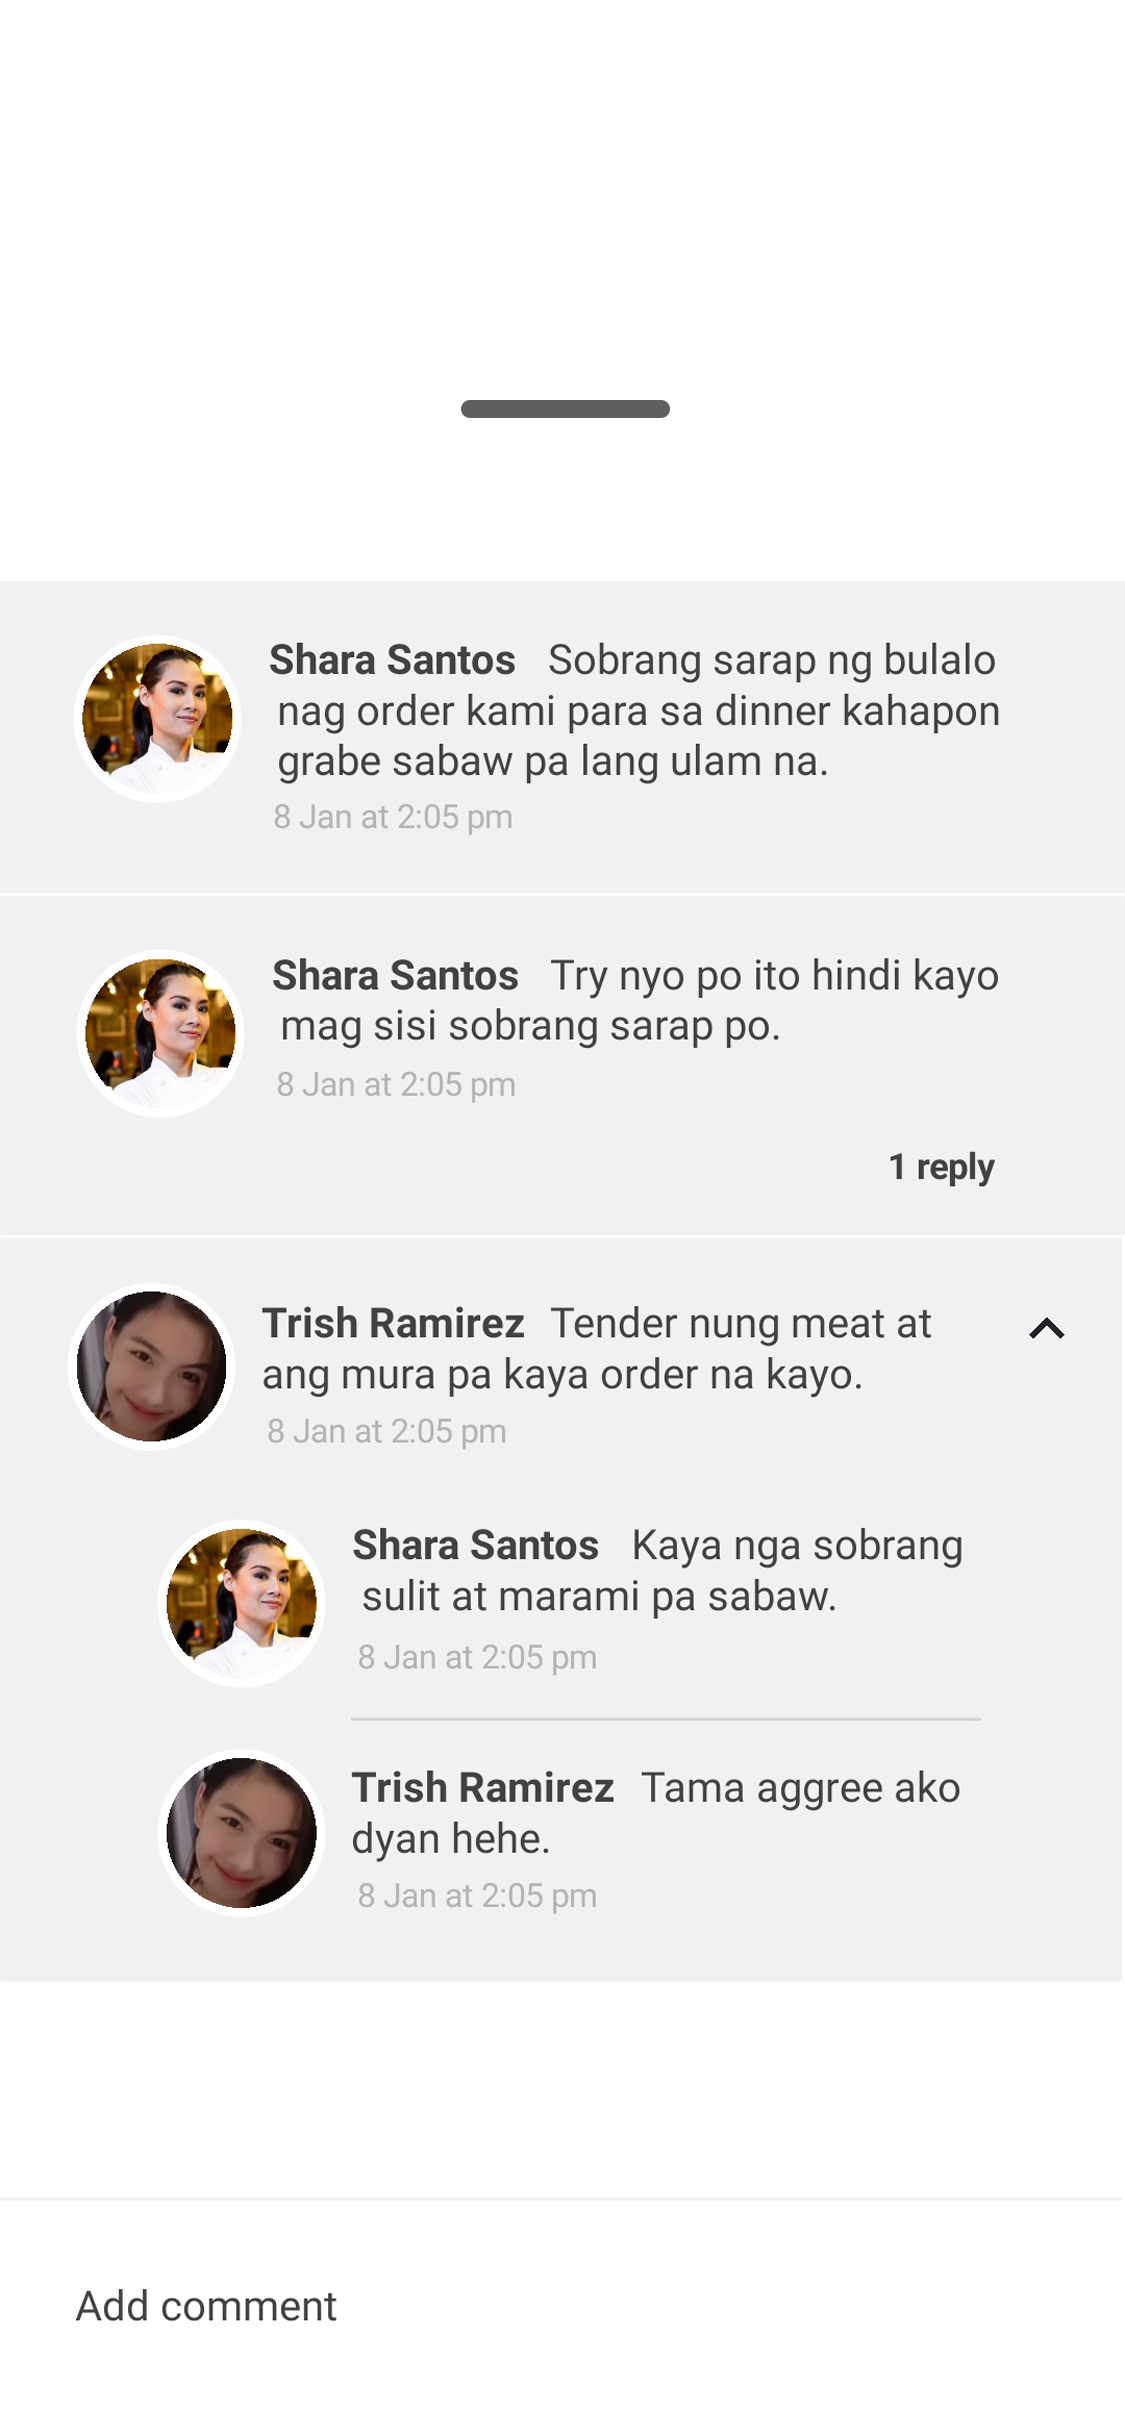 Shara Santos Sobrang sarap ng bulalo
nag order kami para sa dinner kahapon
grabe sabaw pa lang ulam na.
8 Jan at 2:05 pm
Shara Santos Try nyo po ito hindi kayo
mag sisi sobrang sarap po.
8 Jan at 2:05 pm
1 reply
Trish Ramirez Tender nung meat at
ang mura pa kaya order na kayo.
8 Jan at 2:05 pm
Shara Santos Kaya nga sobrang
sulit at marami pa sabaw.
8 Jan at 2:05 pm
Trish Ramirez Tama aggree ako
dyan hehe.
8 Jan at 2:05 pm
Add comment